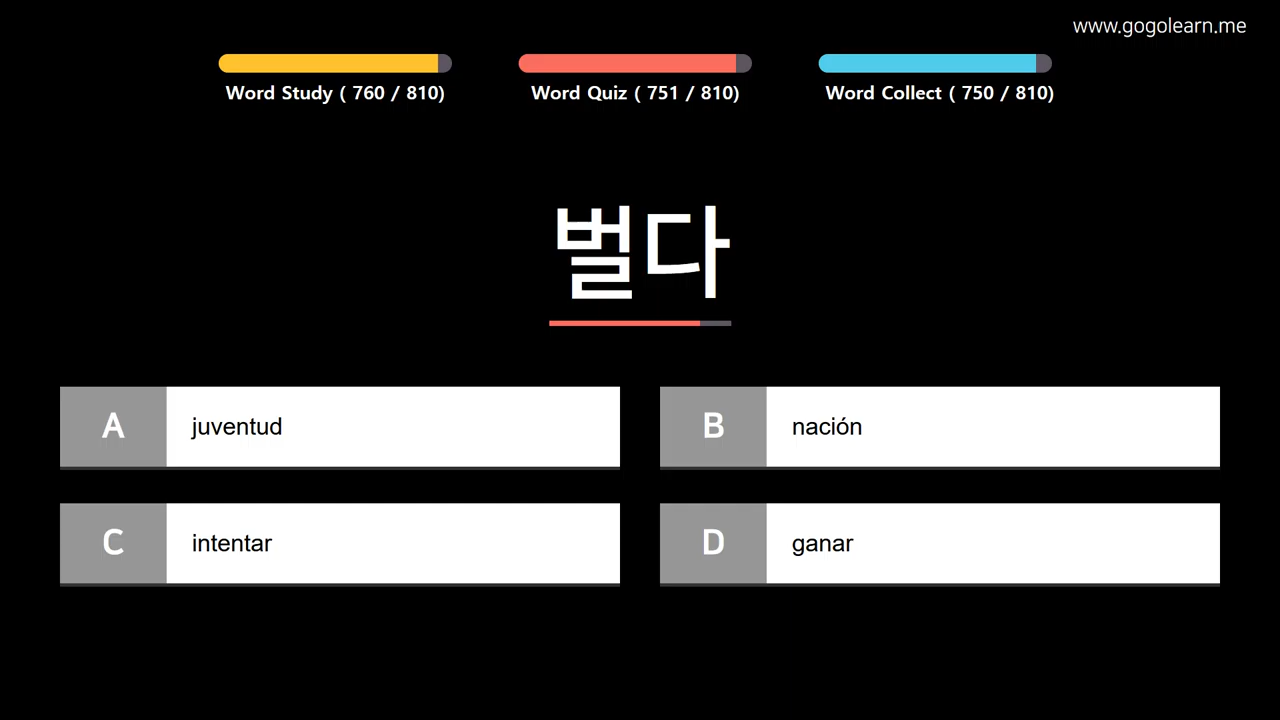 www.gogolearn.me
Word Study ( 760 / 810)
Word Quiz ( 751 / 810)
Word Collect ( 750 / 810)
벌다
A juventud
B nación
C intentar
D ganar